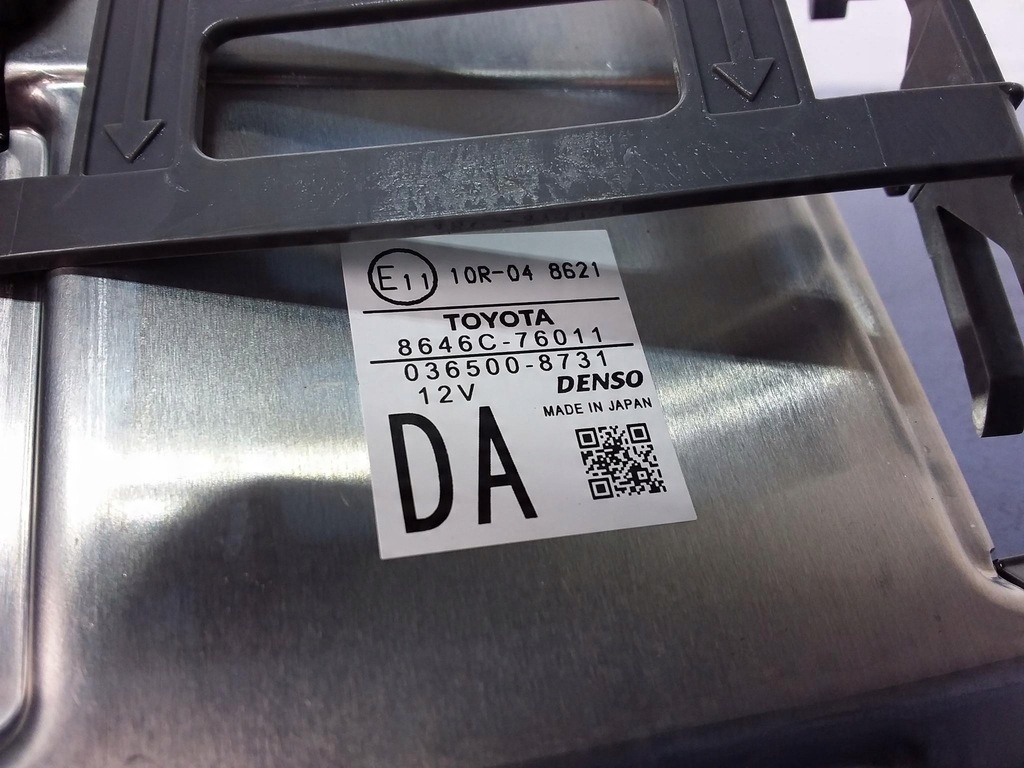 E11 10R-04 8621
TOYOTA
8646C-76011
036500-8731
12V DENSO
MADE IN JAPAN
DA